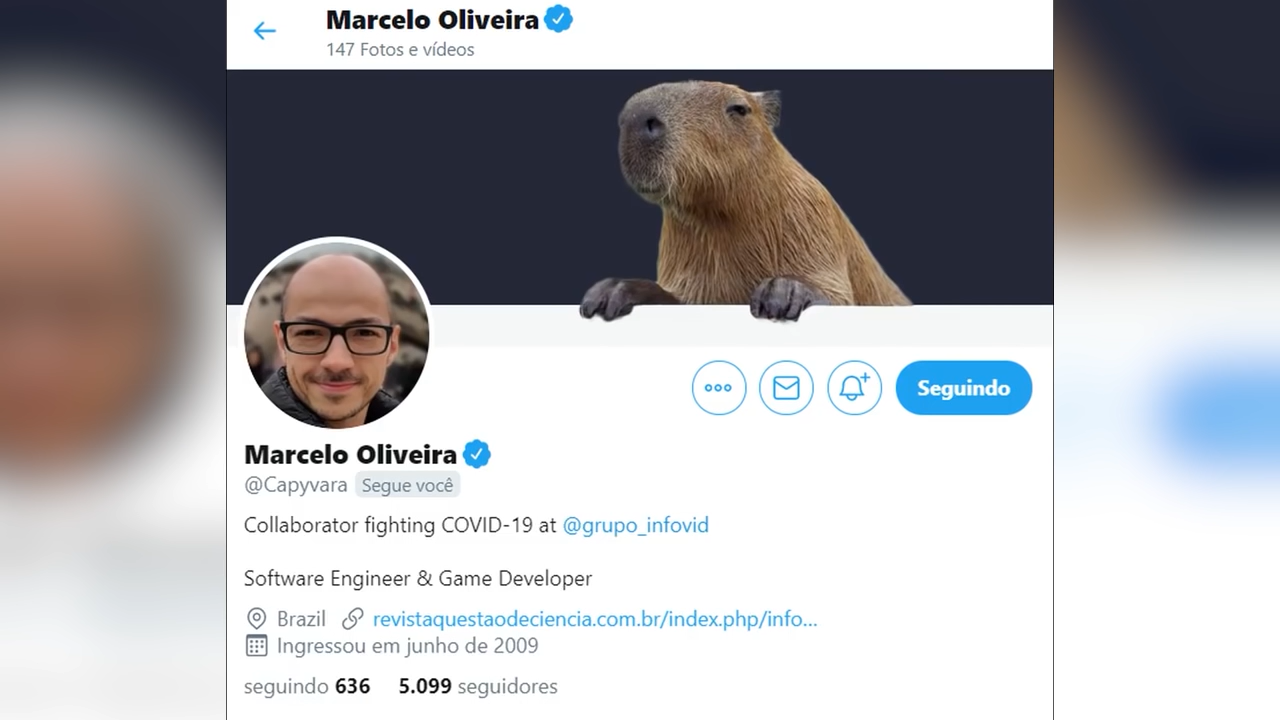 Marcelo Oliveira
147 Fotos e vídeos
Seguindo
Marcelo Oliveira
@Capyvara Segue você
Collaborator fighting COVID-19 at @grupo_infovid
Software Engineer & Game Developer
Brazil revistaquestaodeciencia.com.br/index.php/info...
Ingressou em junho de 2009
seguindo 636 5.099 seguidores